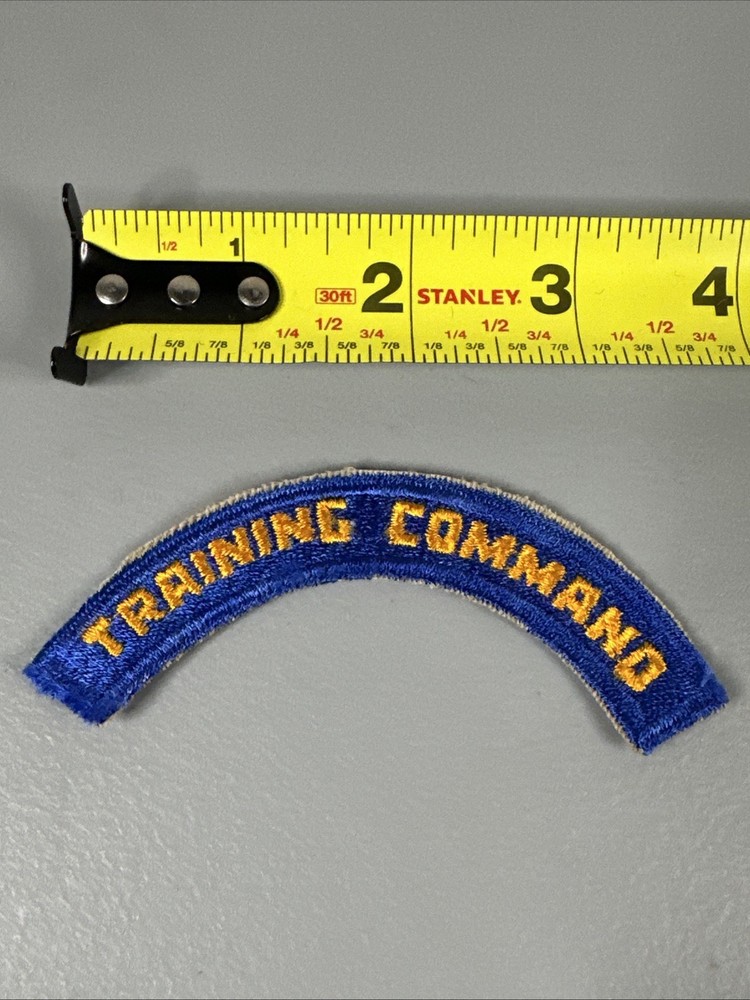 1/2 1
30ft 2 STANLEY. 3 4
1/4 1/2 3/4 1/4 1/2 3/4 1/4 1/2 3/4
5/8 7/8 1/8 3/8 5/8 7/8 1/8 3/8 5/8 7/8 1/8 3/8 5/8 7/8
TRAINING COMMAND